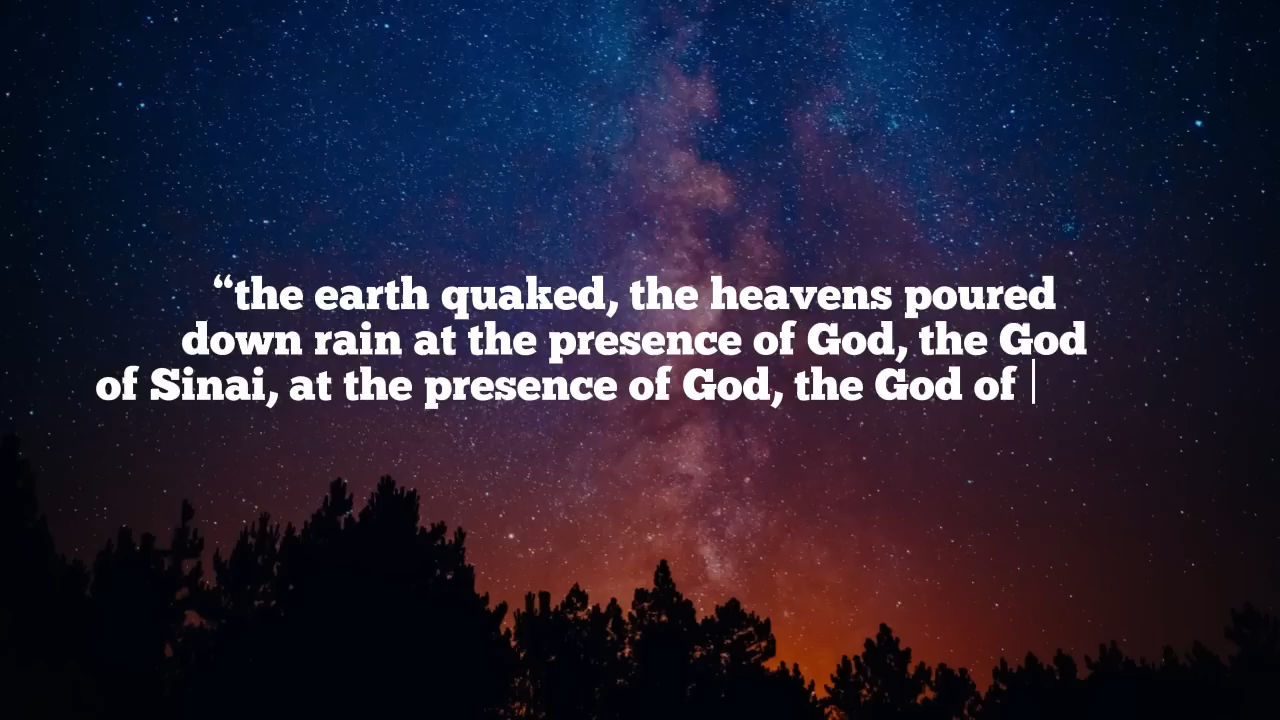 “the earth quaked, the heavens poured
down rain at the presence of God, the God
of Sinai, at the presence of God, the God of